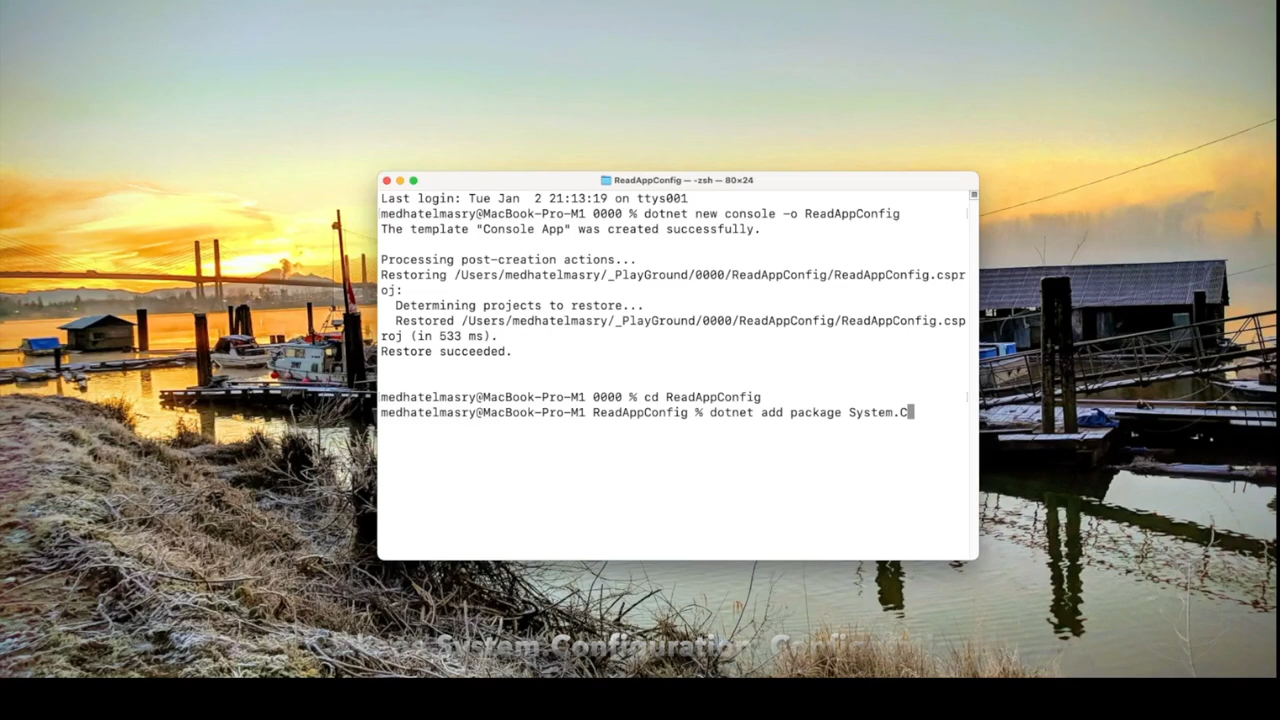 ReadAppConfig — -zsh — 80×24
Last login: Tue Jan  2 21:13:19 on ttys001
medhatelmasry@MacBook-Pro-M1 0000 % dotnet new console -o ReadAppConfig
The template "Console App" was created successfully.
Processing post-creation actions...
Restoring /Users/medhatelmasry/_PlayGround/0000/ReadAppConfig/ReadAppConfig.cspr
oj:
  Determining projects to restore...
  Restored /Users/medhatelmasry/_PlayGround/0000/ReadAppConfig/ReadAppConfig.csp
roj (in 533 ms).
Restore succeeded.
medhatelmasry@MacBook-Pro-M1 0000 % cd ReadAppConfig
medhatelmasry@MacBook-Pro-M1 ReadAppConfig % dotnet add package System.C
System.Configuration